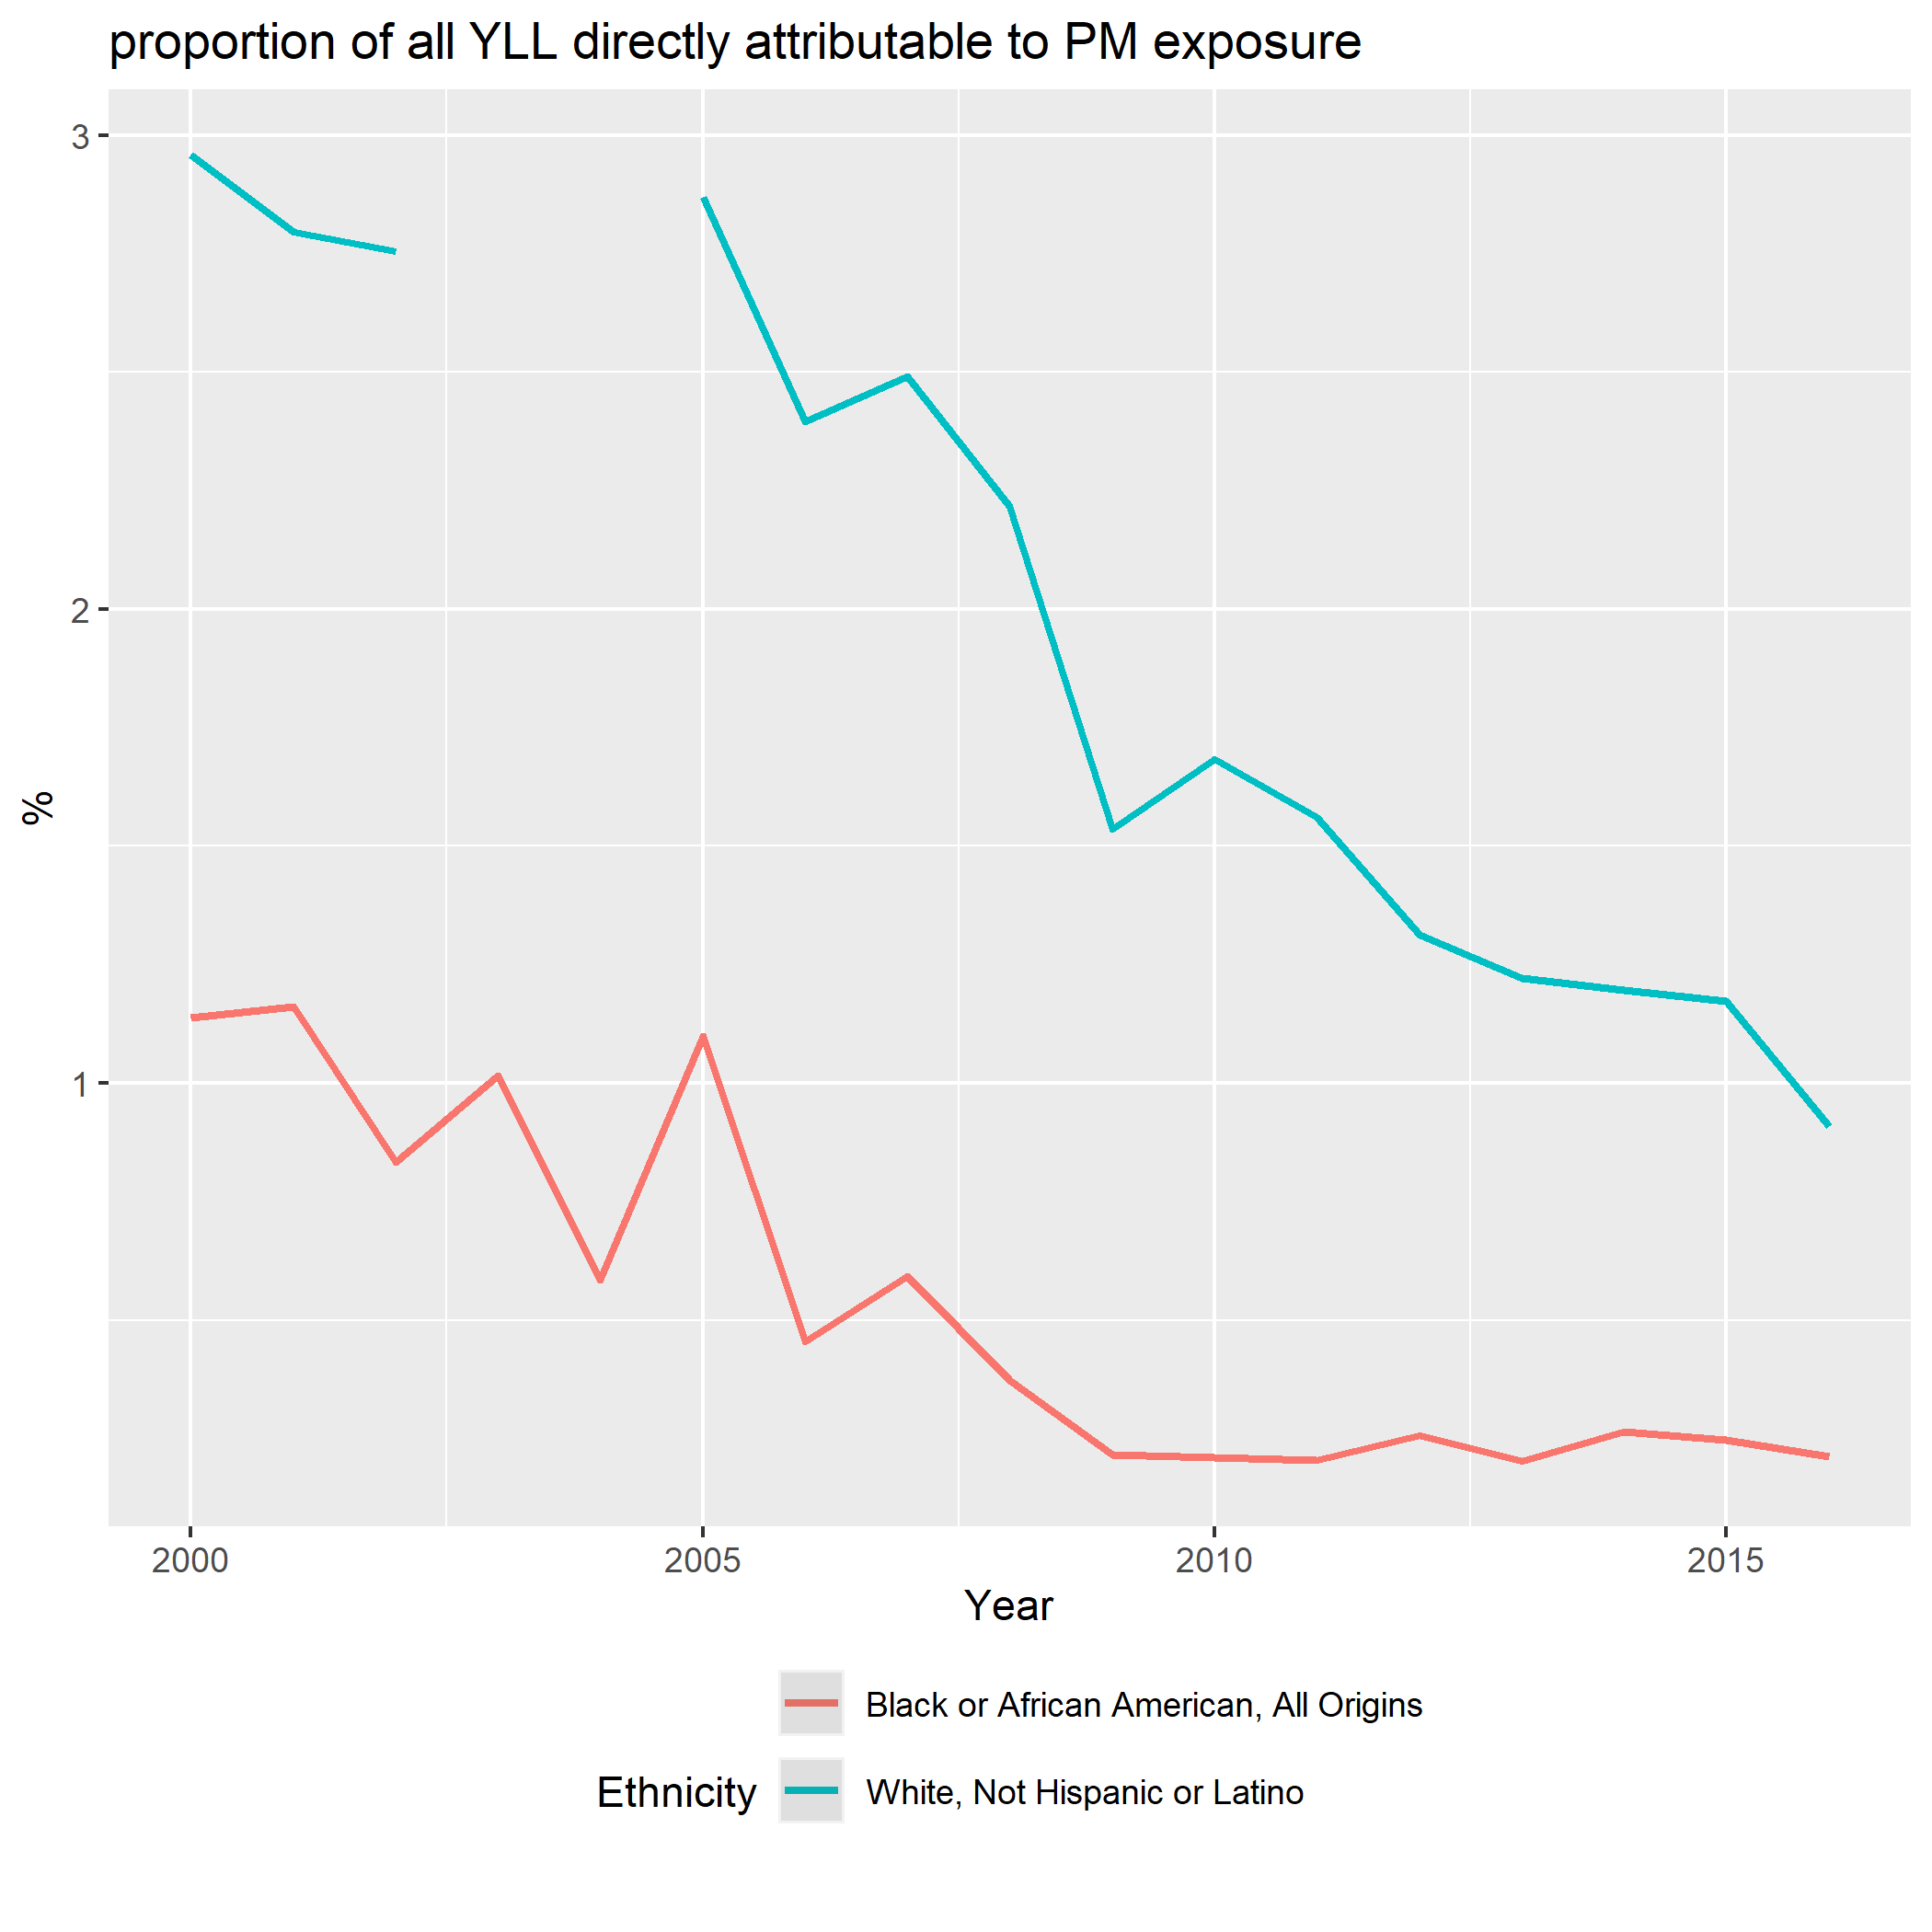 proportion of all YLL directly attributable to PM exposure
3
2
1
%
2000 2005 2010 2015
Year
Black or African American, All Origins
Ethnicity
White, Not Hispanic or Latino